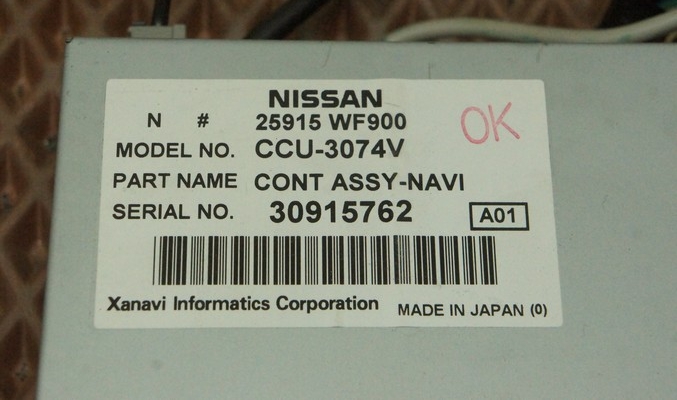 NISSAN
N # 25915 WF900
OK
MODEL NO. CCU-3074V
PART NAME CONT ASSY-NAVI
SERIAL NO. 30915762 A01
Xanavi Informatics Corporation MADE IN JAPAN (0)